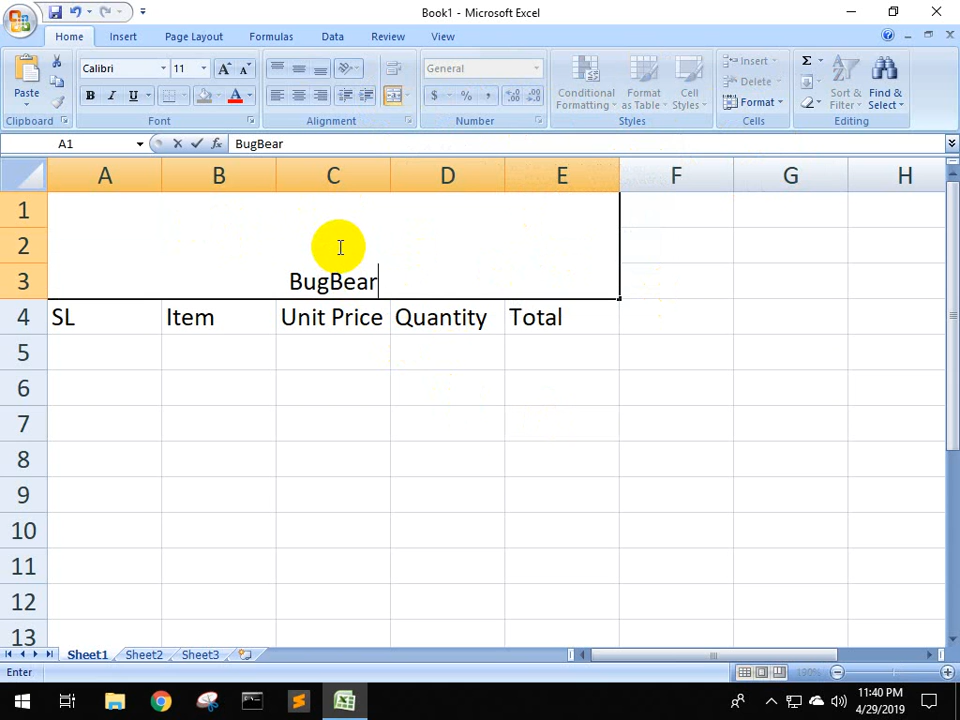 Book1 - Microsoft Excel
Home Insert Page Layout Formulas Data Review View
Paste
Calibri 11 A A
B I U A
General
$ % ,
Conditional Formatting
Format as Table
Cell Styles
Insert
Delete
Format
Σ
Sort & Filter
Find & Select
Clipboard Font Alignment Number Styles Cells Editing
A1 fx BugBear
A B C D E F G H
1
2
3 BugBear
4 SL Item Unit Price Quantity Total
5
6
7
8
9
10
11
12
13
Sheet1 Sheet2 Sheet3
Enter 190%
11:40 PM
4/29/2019